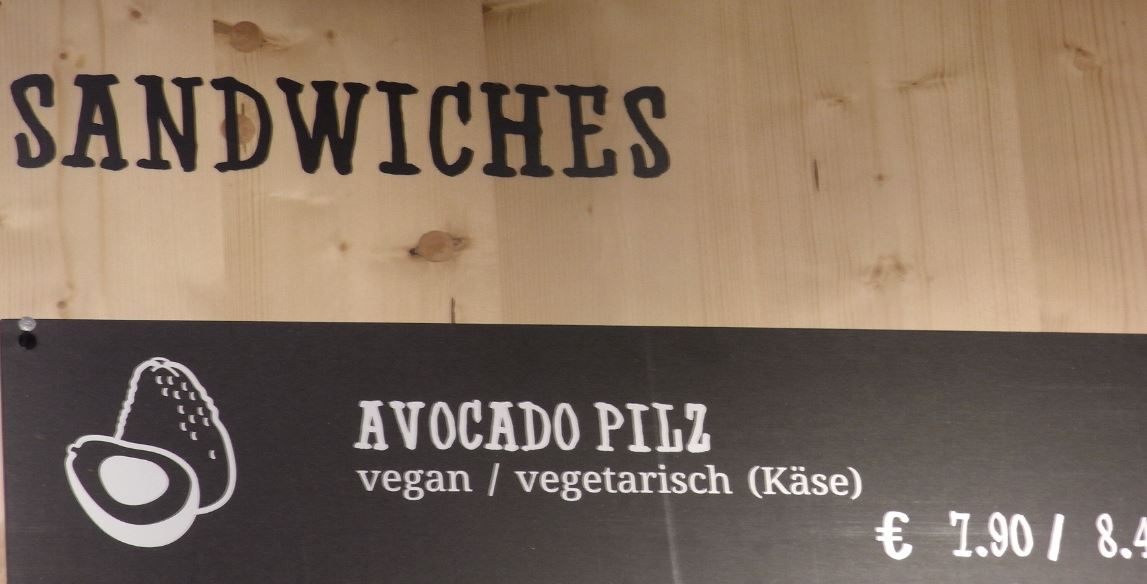 SANDWICHES
AVOCADO PILZ
vegan / vegetarisch (Käse)
€ 7.90 / 8.4